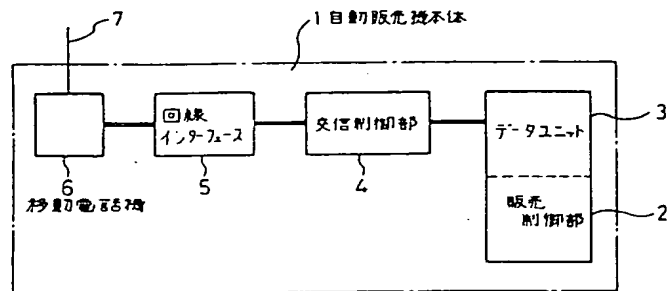 7
1 自動販売機本体
回線
インターフェース
交信制御部
データユニット
販売
制御部
3
2
6
5
4
移動電話機